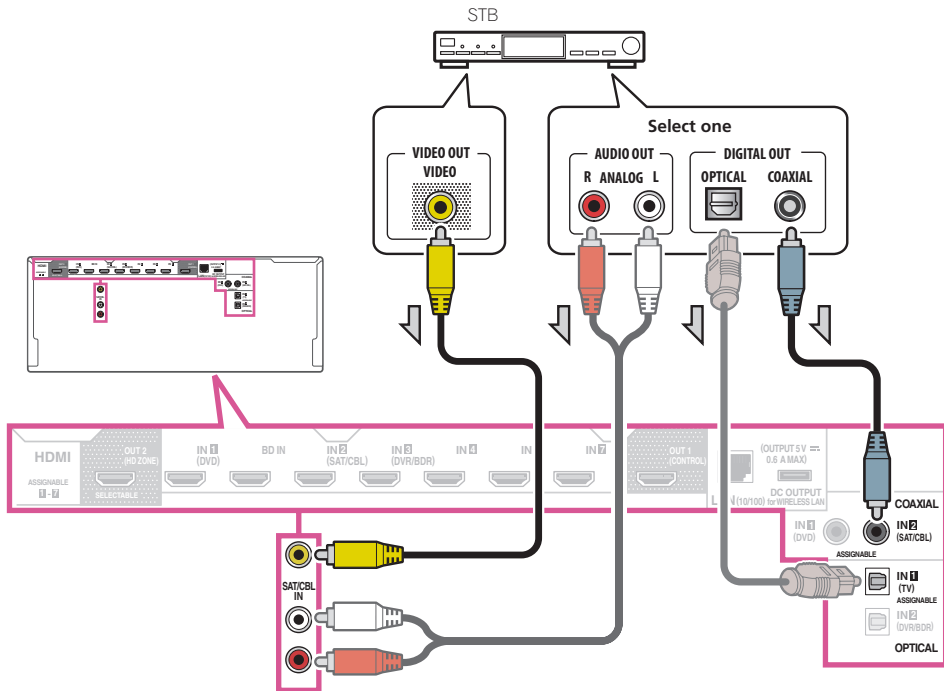 STB
Select one
VIDEO OUT
VIDEO
AUDIO OUT
R ANALOG L
DIGITAL OUT
OPTICAL
COAXIAL
HDMI
ASSIGNABLE
1 - 7
OUT 2
(HD ZONE)
SELECTABLE
IN 1
(DVD)
BD IN
IN 2
(SAT/CBL)
IN 3
(DVR/BDR)
IN 4
IN
IN 7
OUT 1
(CONTROL)
(10/100)
(OUTPUT 5 V
0.6 A MAX)
DC OUTPUT
for WIRELESS LAN
COAXIAL
IN 1
(DVD)
IN 2
(SAT/CBL)
ASSIGNABLE
IN 1
(TV)
ASSIGNABLE
IN 2
(DVR/BDR)
OPTICAL
SAT/CBL
IN